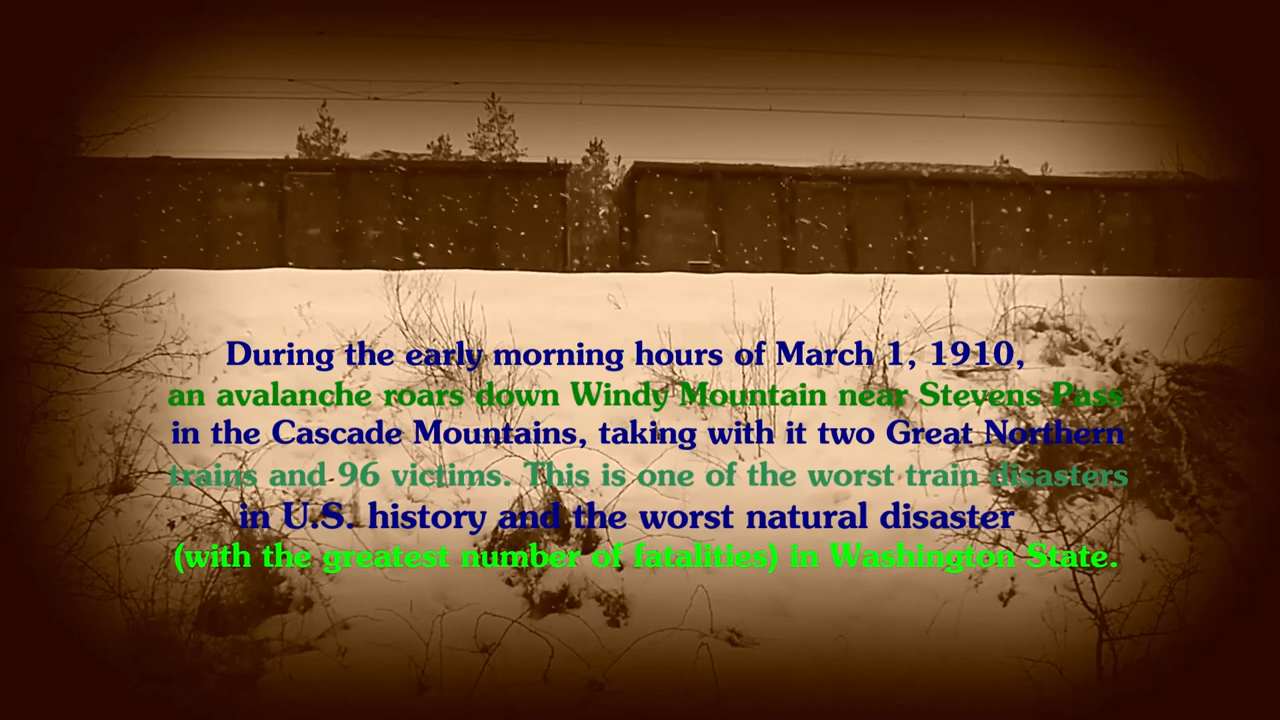 During the early morning hours of March 1, 1910,
an avalanche roars down Windy Mountain near Stevens Pass
in the Cascade Mountains, taking with it two Great Northern
trains and 96 victims. This is one of the worst train disasters
in U.S. history and the worst natural disaster
(with the greatest number of fatalities) in Washington State.